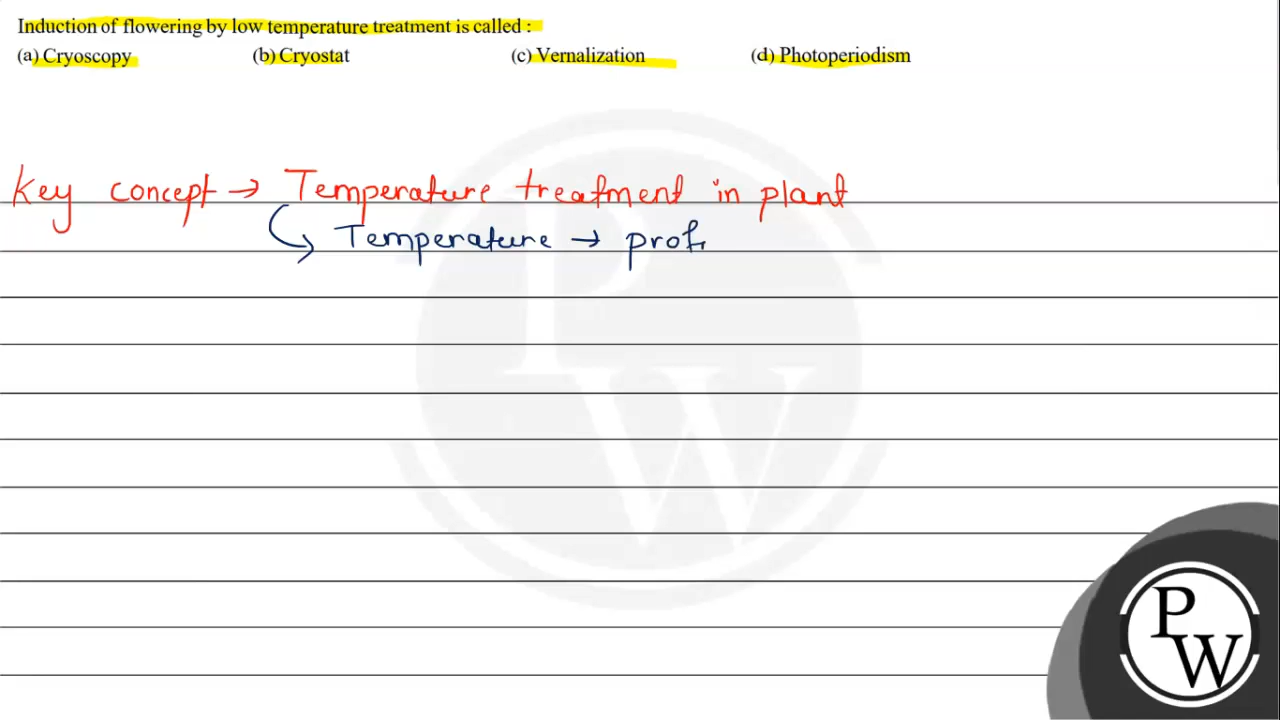 Induction of flowering by low temperature treatment is called :
(a) Cryoscopy (b) Cryostat (c) Vernalization (d) Photoperiodism
Key concept → Temperature treatment in plant
↳ Temperature →
PW
PW